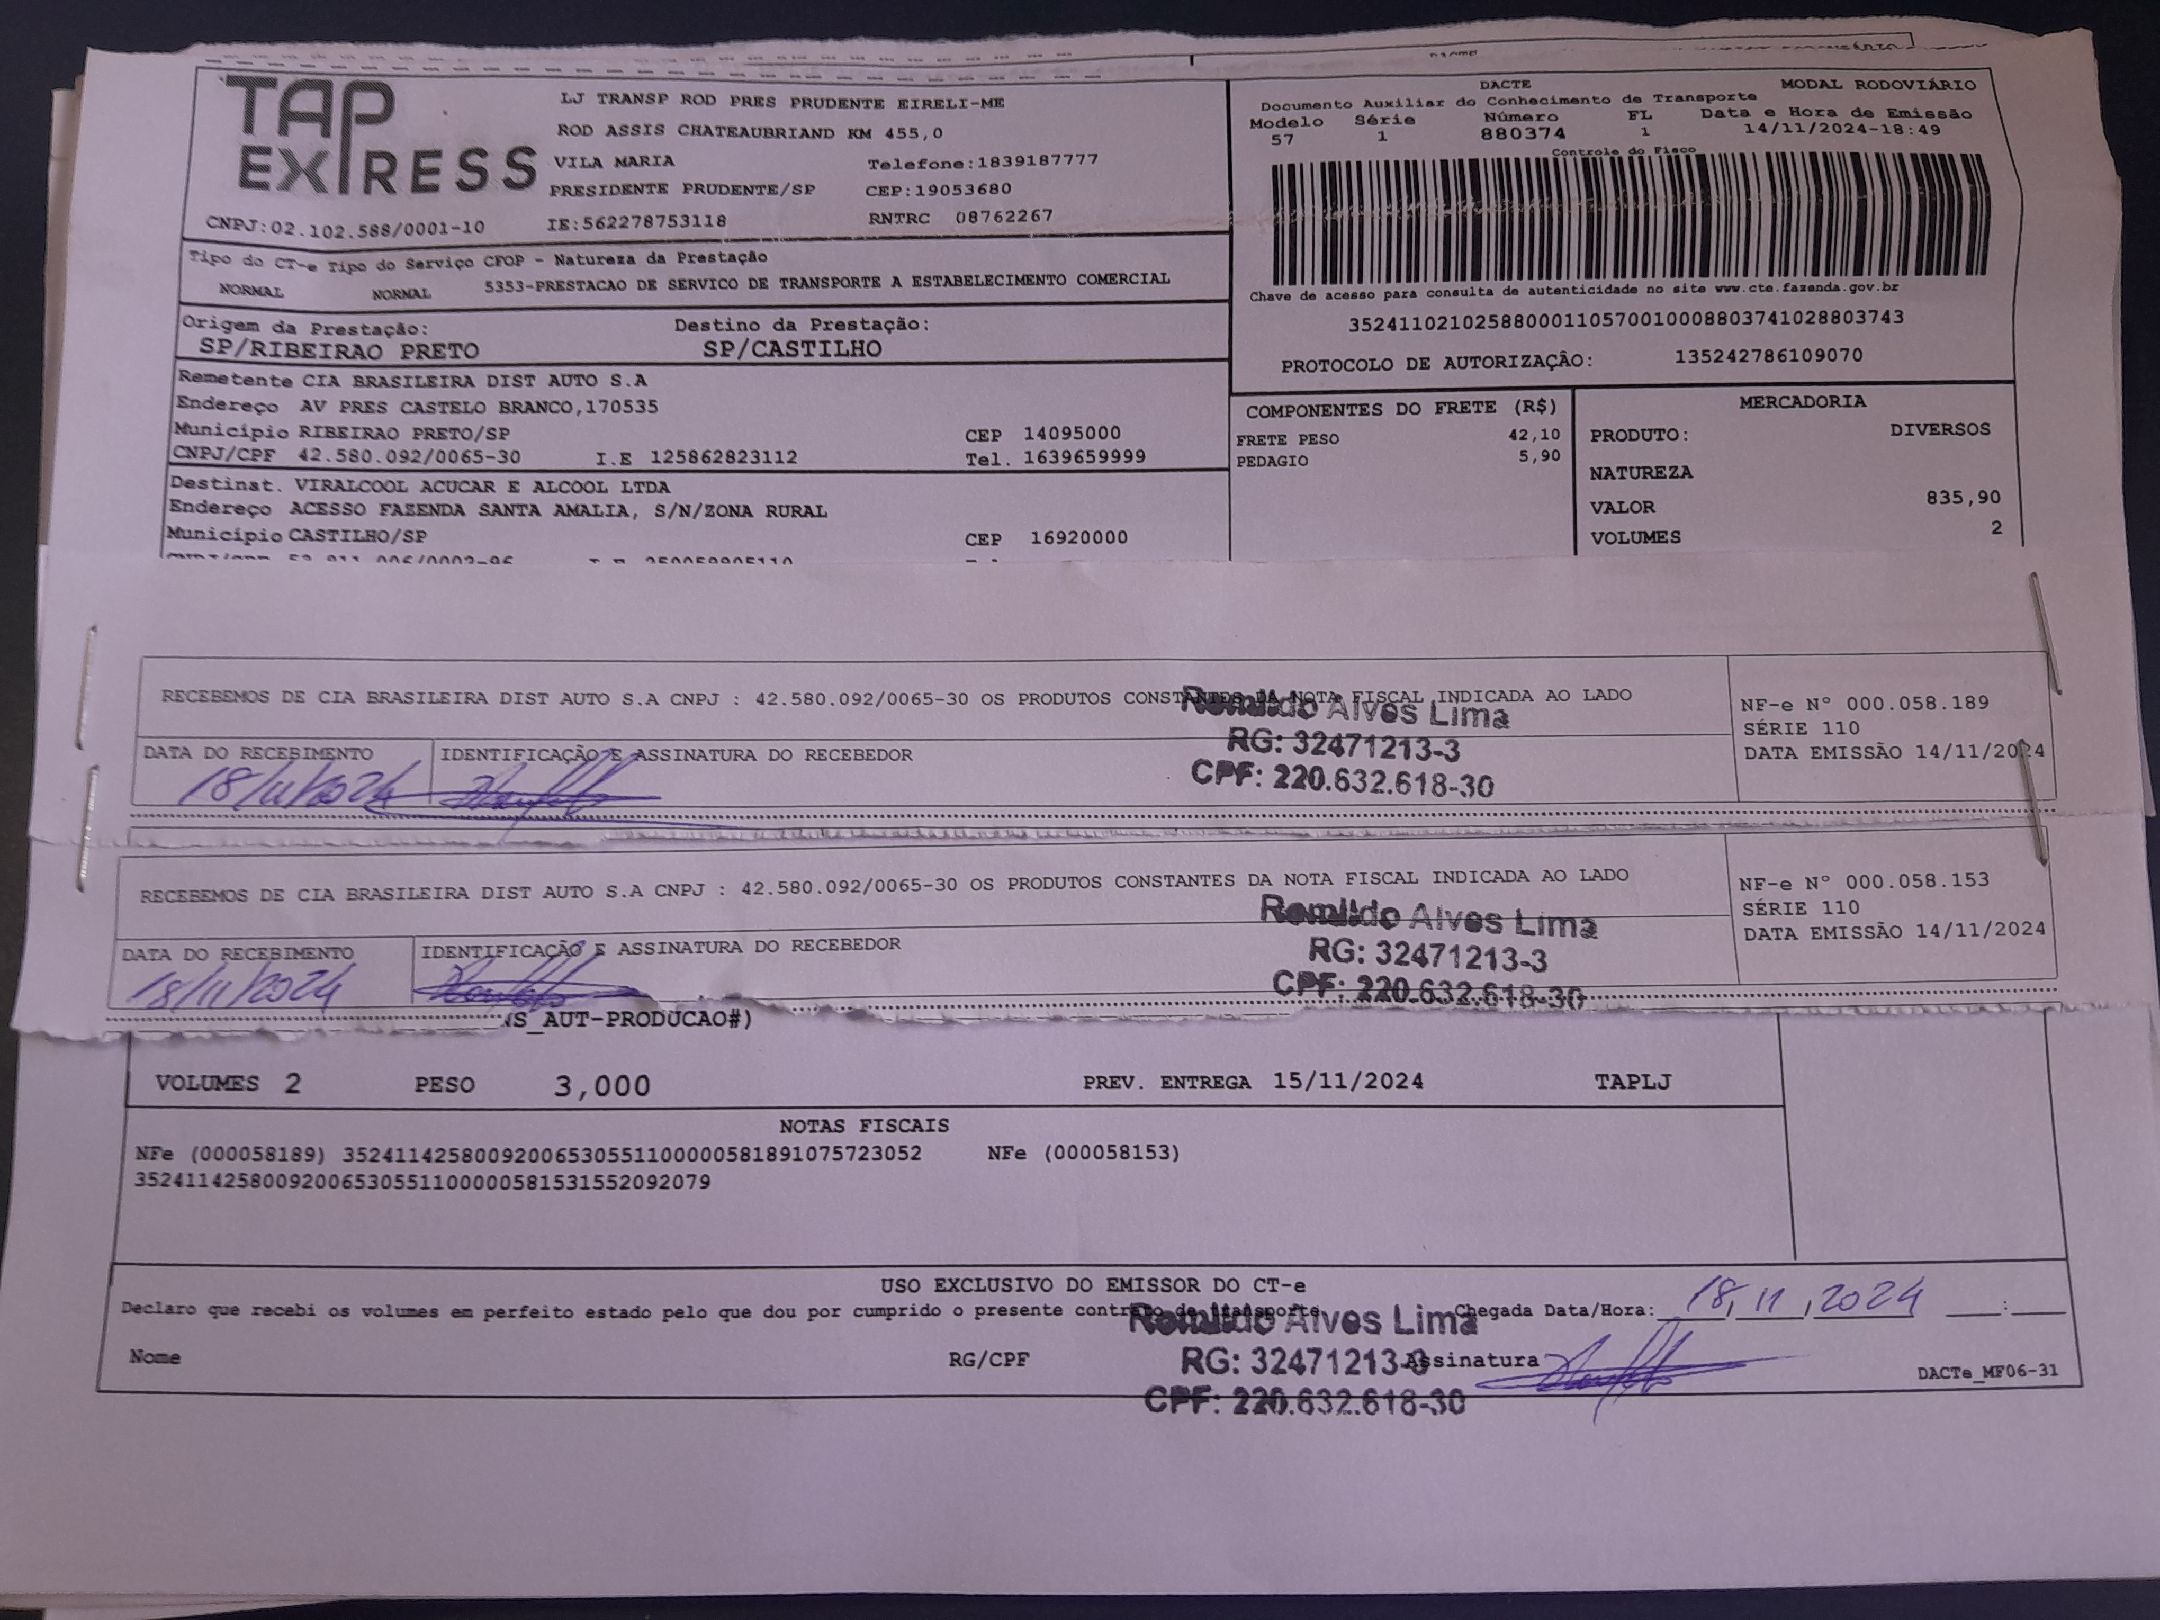 TAP EXPRESS
LJ TRANSP ROD PRES PRUDENTE EIRELI-ME
ROD ASSIS CHATEAUBRIAND KM 455,0
VILA MARIA Telefone:1839187777
PRESIDENTE PRUDENTE/SP CEP:19053680
CNPJ:02.102.588/0001-10 IE:562278753118 RNTRC 08762267
DACTE MODAL RODOVIÁRIO
Documento Auxiliar do Conhecimento de Transporte
Modelo Série Número FL Data e Hora de Emissão
57 1 880374 1 14/11/2024-18:49
Controle do Fisco
Chave de acesso para consulta de autenticidade no site www.cte.fazenda.gov.br
35241102102588000110570010008803741028803743
PROTOCOLO DE AUTORIZAÇÃO: 135242786109070
Tipo do CT-e Tipo do Serviço CFOP - Natureza da Prestação
NORMAL NORMAL 5353-PRESTACAO DE SERVICO DE TRANSPORTE A ESTABELECIMENTO COMERCIAL
Origem da Prestação: Destino da Prestação:
SP/RIBEIRAO PRETO SP/CASTILHO
Remetente CIA BRASILEIRA DIST AUTO S.A
Endereço AV PRES CASTELO BRANCO,170535
Município RIBEIRAO PRETO/SP CEP 14095000
CNPJ/CPF 42.580.092/0065-30 I.E 125862823112 Tel. 1639659999
Destinat. VIRALCOOL ACUCAR E ALCOOL LTDA
Endereço ACESSO FAZENDA SANTA AMALIA, S/N/ZONA RURAL
Município CASTILHO/SP CEP 16920000
COMPONENTES DO FRETE (R$)
FRETE PESO 42,10
PEDAGIO 5,90
MERCADORIA
PRODUTO: DIVERSOS
NATUREZA
VALOR 835,90
VOLUMES 2
RECEBEMOS DE CIA BRASILEIRA DIST AUTO S.A CNPJ : 42.580.092/0065-30 OS PRODUTOS CONSTANTES DA NOTA FISCAL INDICADA AO LADO
NF-e N° 000.058.189
SÉRIE 110
DATA EMISSÃO 14/11/2024
DATA DO RECEBIMENTO IDENTIFICAÇÃO E ASSINATURA DO RECEBEDOR
18/11/2024
Romildo Alves Lima
RG: 32471213-3
CPF: 220.632.618-30
RECEBEMOS DE CIA BRASILEIRA DIST AUTO S.A CNPJ : 42.580.092/0065-30 OS PRODUTOS CONSTANTES DA NOTA FISCAL INDICADA AO LADO
NF-e N° 000.058.153
SÉRIE 110
DATA EMISSÃO 14/11/2024
DATA DO RECEBIMENTO IDENTIFICAÇÃO E ASSINATURA DO RECEBEDOR
18/11/2024
Romildo Alves Lima
RG: 32471213-3
CPF: 220.632.618-30
S_AUT-PRODUCAO#)
VOLUMES 2 PESO 3,000 PREV. ENTREGA 15/11/2024 TAPLJ
NOTAS FISCAIS
NFe (000058189) 35241142580092006530551100000581891075723052 NFe (000058153)
35241142580092006530551100000581531552092079
USO EXCLUSIVO DO EMISSOR DO CT-e
Declaro que recebi os volumes em perfeito estado pelo que dou por cumprido o presente contrato de transporte Chegada Data/Hora: 18/11/2024 :
Romildo Alves Lima
Nome RG/CPF RG: 32471213-3 Assinatura
CPF: 220.632.618-30
DACTe_MF06-31